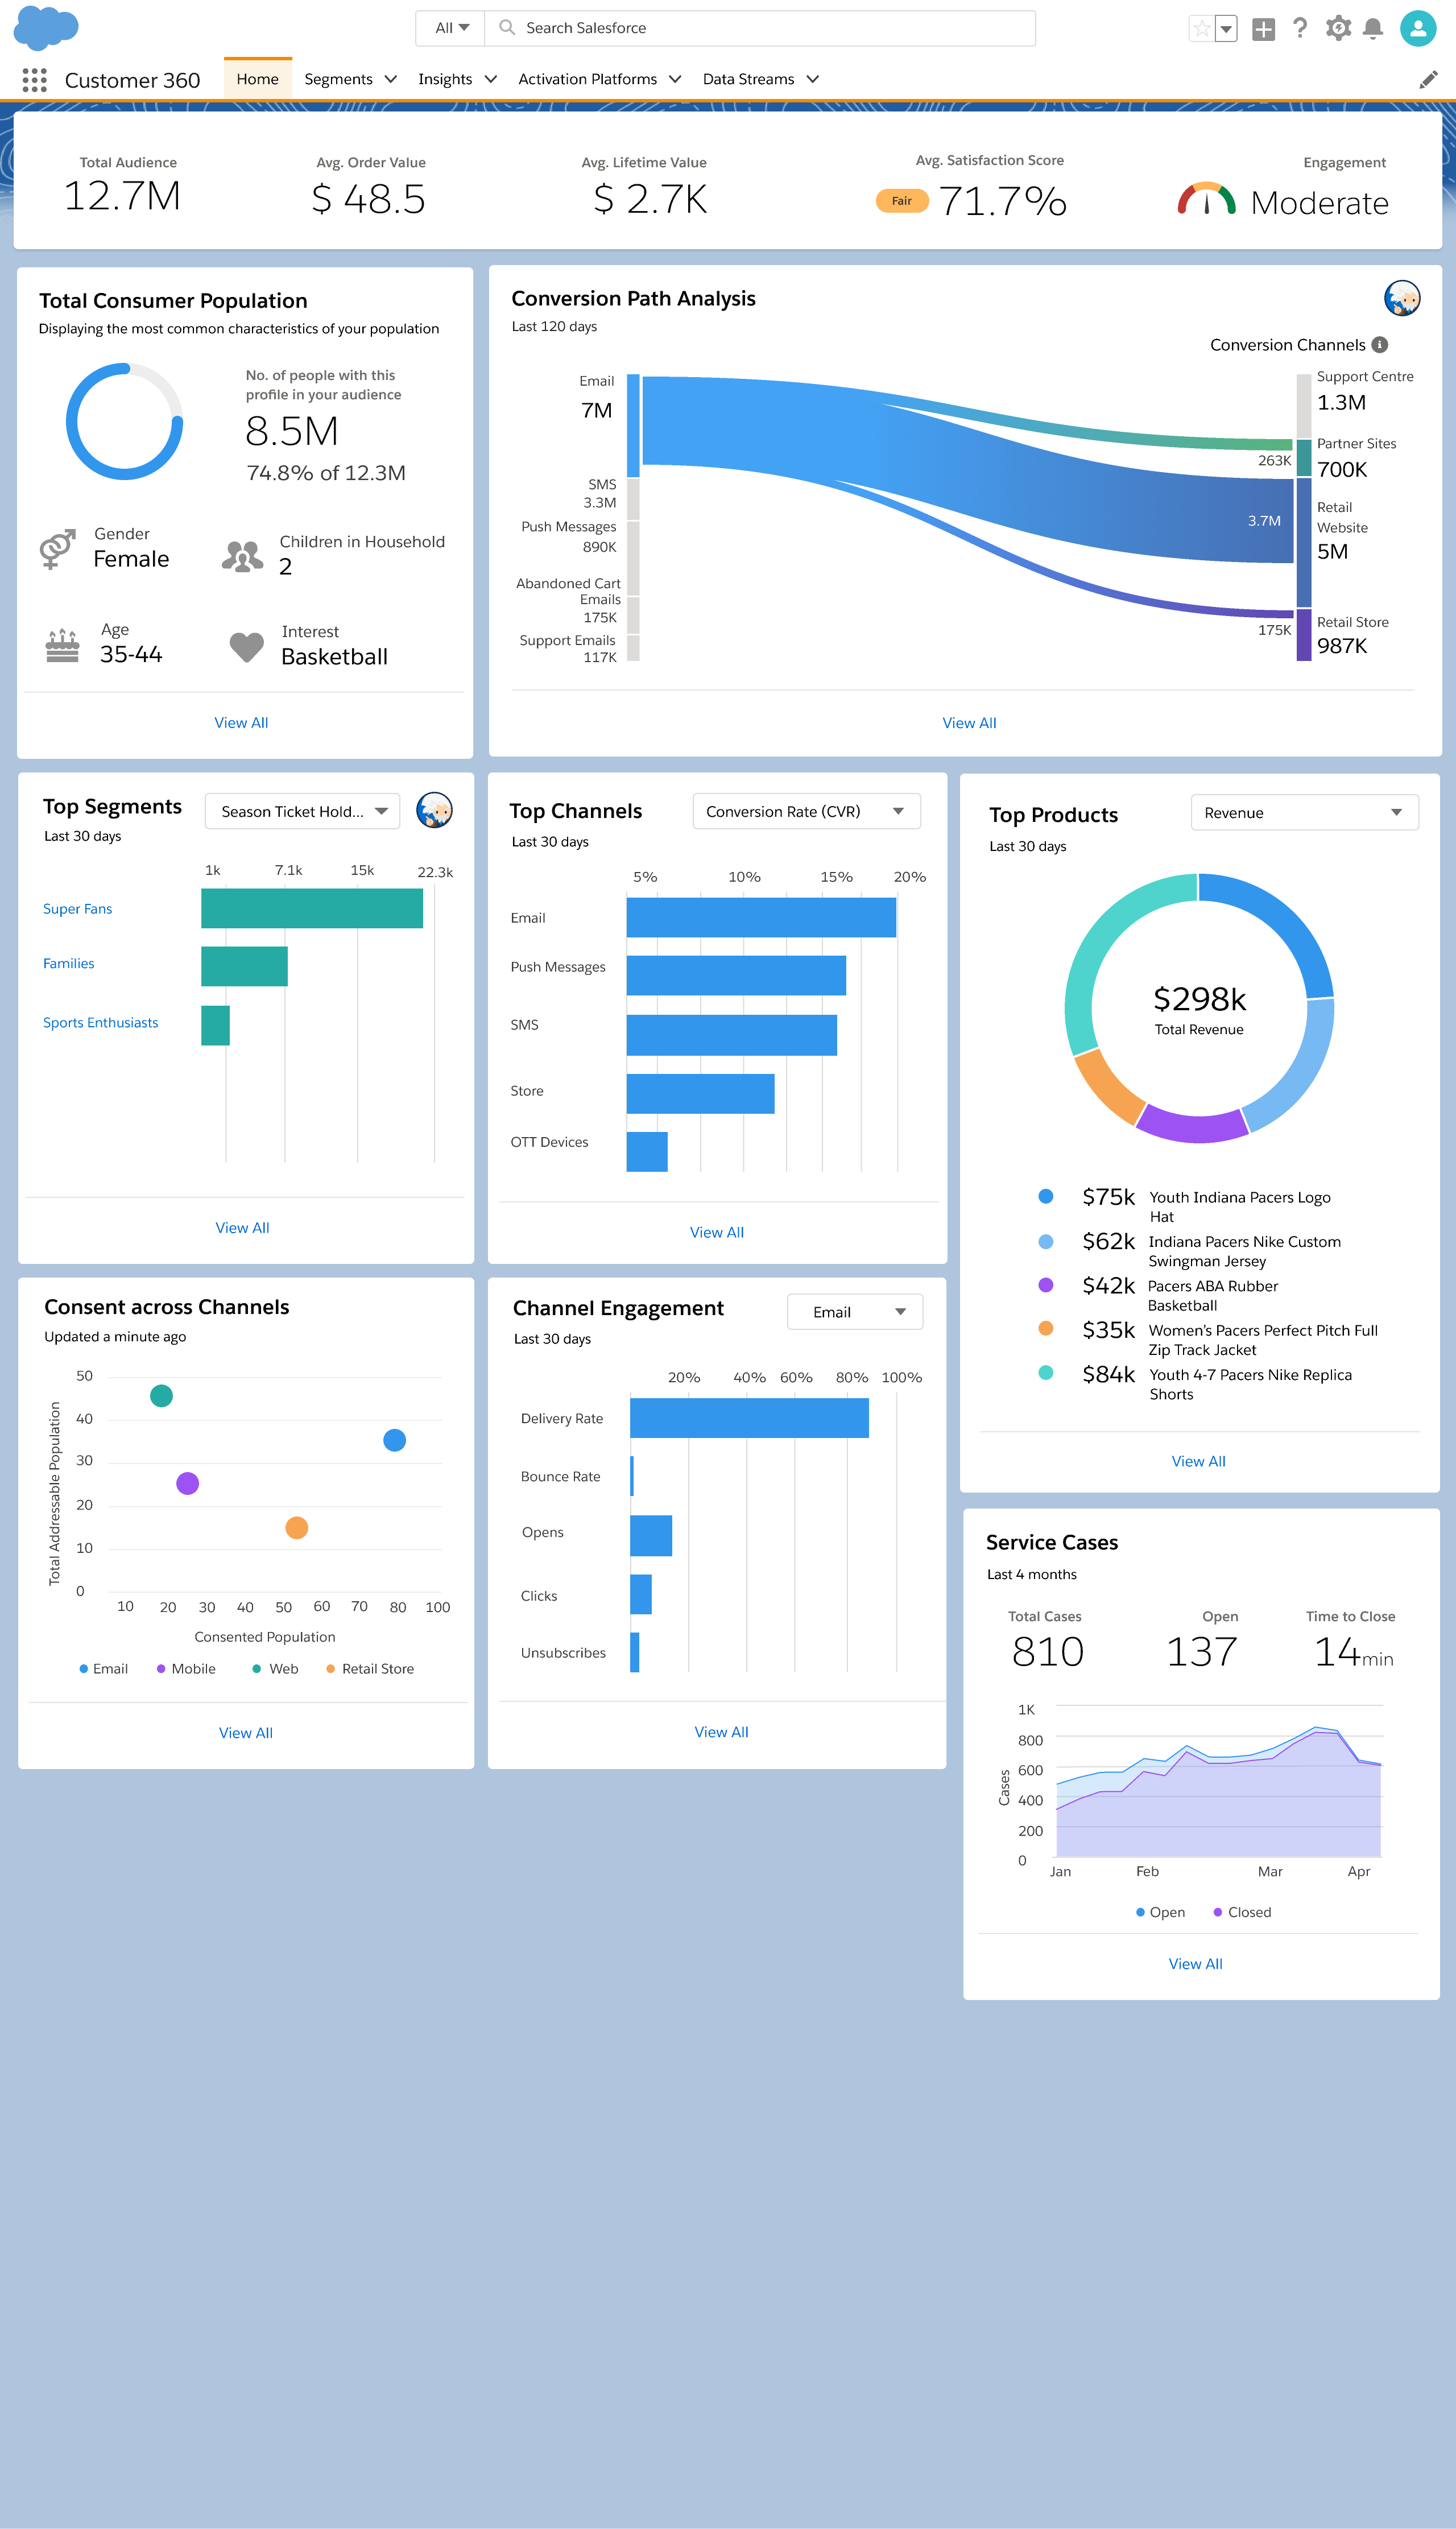 All
Search Salesforce
Customer 360
Home
Segments
Insights
Activation Platforms
Data Streams
Total Audience
12.7M
Avg. Order Value
$ 48.5
Avg. Lifetime Value
$ 2.7K
Avg. Satisfaction Score
Fair
71.7%
Engagement
Moderate
Total Consumer Population
Displaying the most common characteristics of your population
No. of people with this
profile in your audience
8.5M
74.8% of 12.3M
Gender
Female
Children in Household
2
Age
35-44
Interest
Basketball
View All
Conversion Path Analysis
Last 120 days
Conversion Channels
Email
7M
SMS
3.3M
Push Messages
890K
Abandoned Cart
Emails
175K
Support Emails
117K
263K
3.7M
175K
Support Centre
1.3M
Partner Sites
700K
Retail
Website
5M
Retail Store
987K
View All
Top Segments
Season Ticket Hold...
Last 30 days
1k
7.1k
15k
22.3k
Super Fans
Families
Sports Enthusiasts
View All
Top Channels
Conversion Rate (CVR)
Last 30 days
5%
10%
15%
20%
Email
Push Messages
SMS
Store
OTT Devices
View All
Top Products
Revenue
Last 30 days
$298k
Total Revenue
$75k Youth Indiana Pacers Logo
Hat
$62k Indiana Pacers Nike Custom
Swingman Jersey
$42k Pacers ABA Rubber
Basketball
$35k Women's Pacers Perfect Pitch Full
Zip Track Jacket
$84k Youth 4-7 Pacers Nike Replica
Shorts
View All
Consent across Channels
Updated a minute ago
Total Addressable Population
50
40
30
20
10
0
10 20 30 40 50 60 70 80 100
Consented Population
Email
Mobile
Web
Retail Store
View All
Channel Engagement
Email
Last 30 days
20%
40%
60%
80%
100%
Delivery Rate
Bounce Rate
Opens
Clicks
Unsubscribes
View All
Service Cases
Last 4 months
Total Cases
810
Open
137
Time to Close
14min
Cases
1K
800
600
400
200
0
Jan
Feb
Mar
Apr
Open
Closed
View All